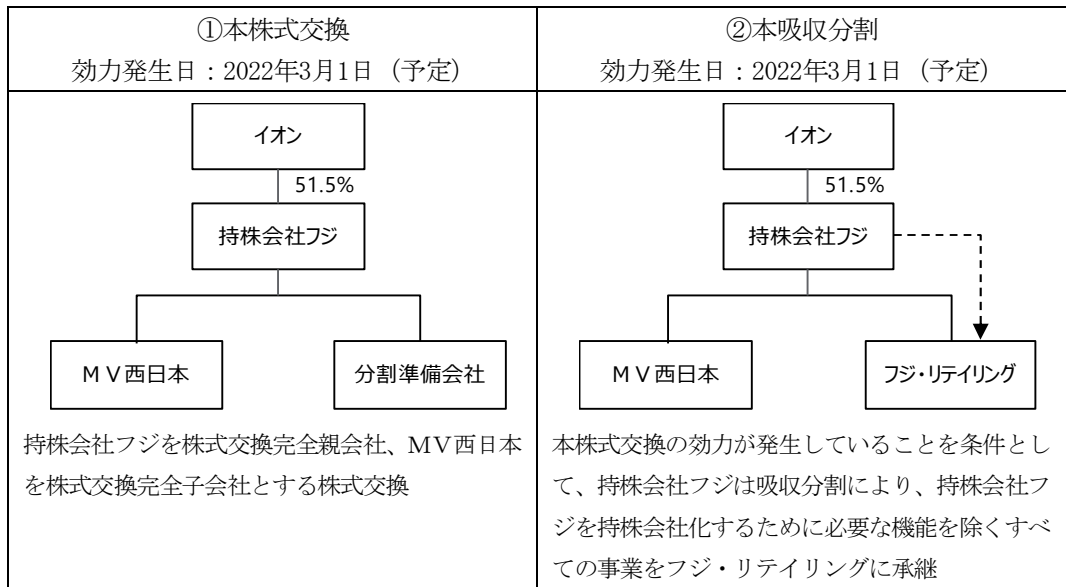 ①本株式交換
効力発生日：2022年3月1日（予定）
イオン
51.5%
持株会社フジ
ＭＶ西日本
分割準備会社
持株会社フジを株式交換完全親会社、ＭＶ西日本
を株式交換完全子会社とする株式交換
②本吸収分割
効力発生日：2022年3月1日（予定）
イオン
51.5%
持株会社フジ
ＭＶ西日本
フジ・リテイリング
本株式交換の効力が発生していることを条件とし
て、持株会社フジは吸収分割により、持株会社フ
ジを持株会社化するために必要な機能を除くすべ
ての事業をフジ・リテイリングに承継